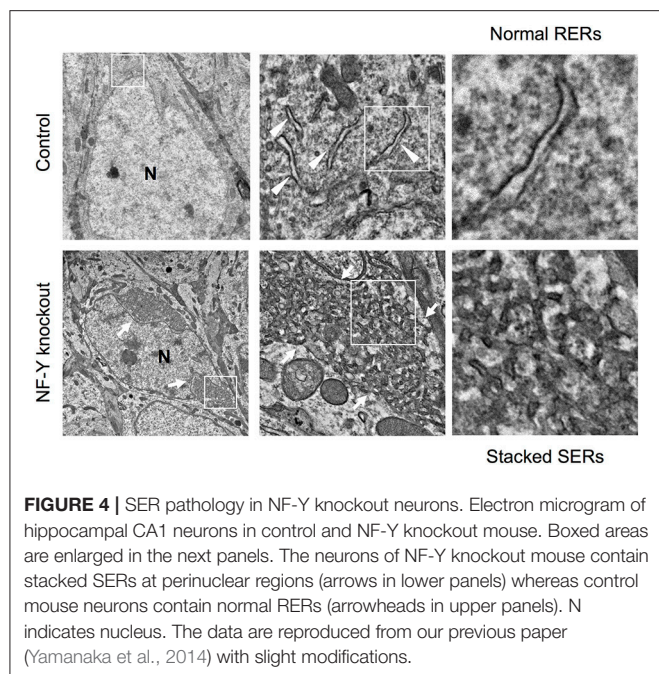 Normal RERs
Control
N
NF-Y knockout
N
Stacked SERs
FIGURE 4 | SER pathology in NF-Y knockout neurons. Electron microgram of
hippocampal CA1 neurons in control and NF-Y knockout mouse. Boxed areas
are enlarged in the next panels. The neurons of NF-Y knockout mouse contain
stacked SERs at perinuclear regions (arrows in lower panels) whereas control
mouse neurons contain normal RERs (arrowheads in upper panels). N
indicates nucleus. The data are reproduced from our previous paper
(Yamanaka et al., 2014) with slight modifications.